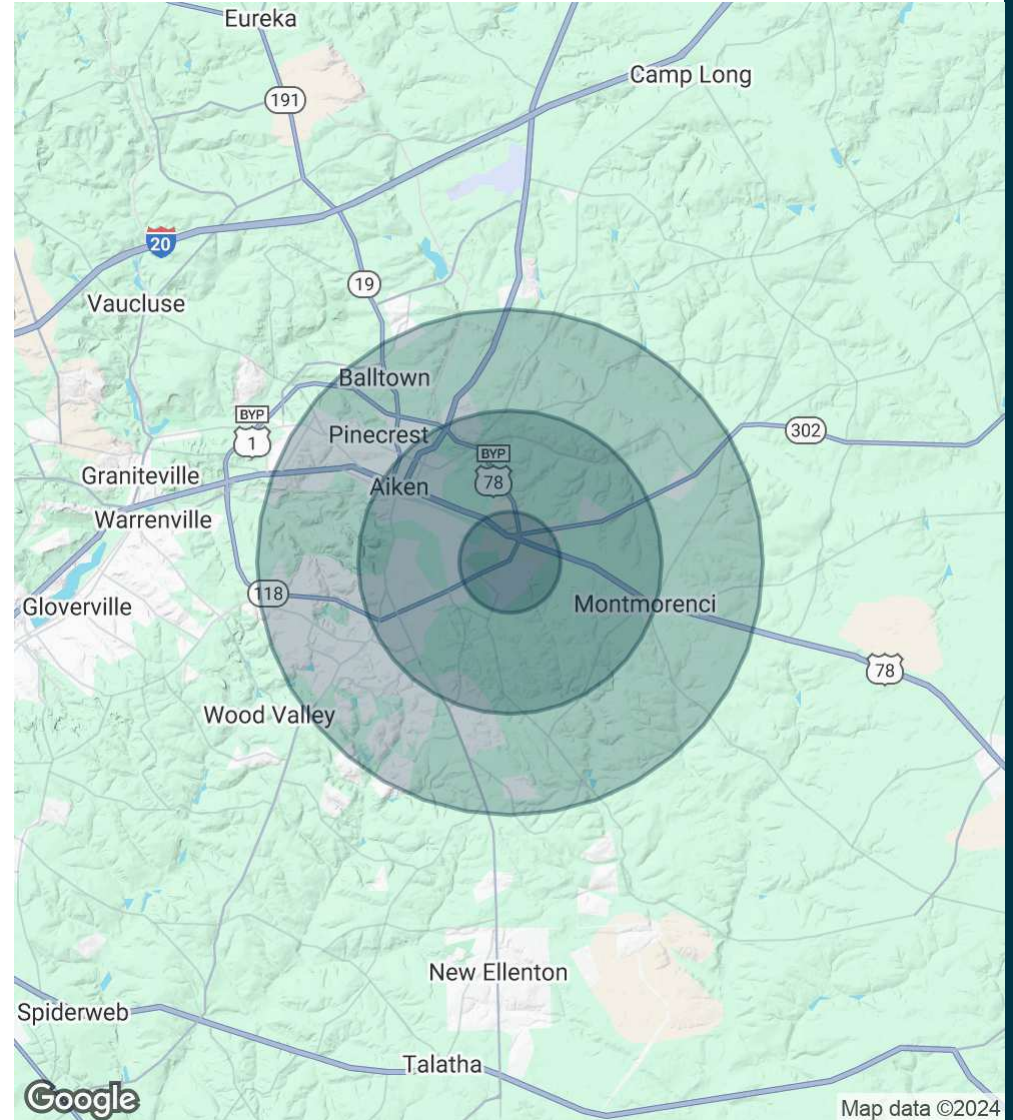 Eureka
Camp Long
191
20
19
Vaucluse
Balltown
BYP
1
Pinecrest
302
BYP
78
Graniteville
Aiken
Warrenville
118
Gloverville
Montmorenci
78
Wood Valley
New Ellenton
Spiderweb
Talatha
Google
Map data ©2024